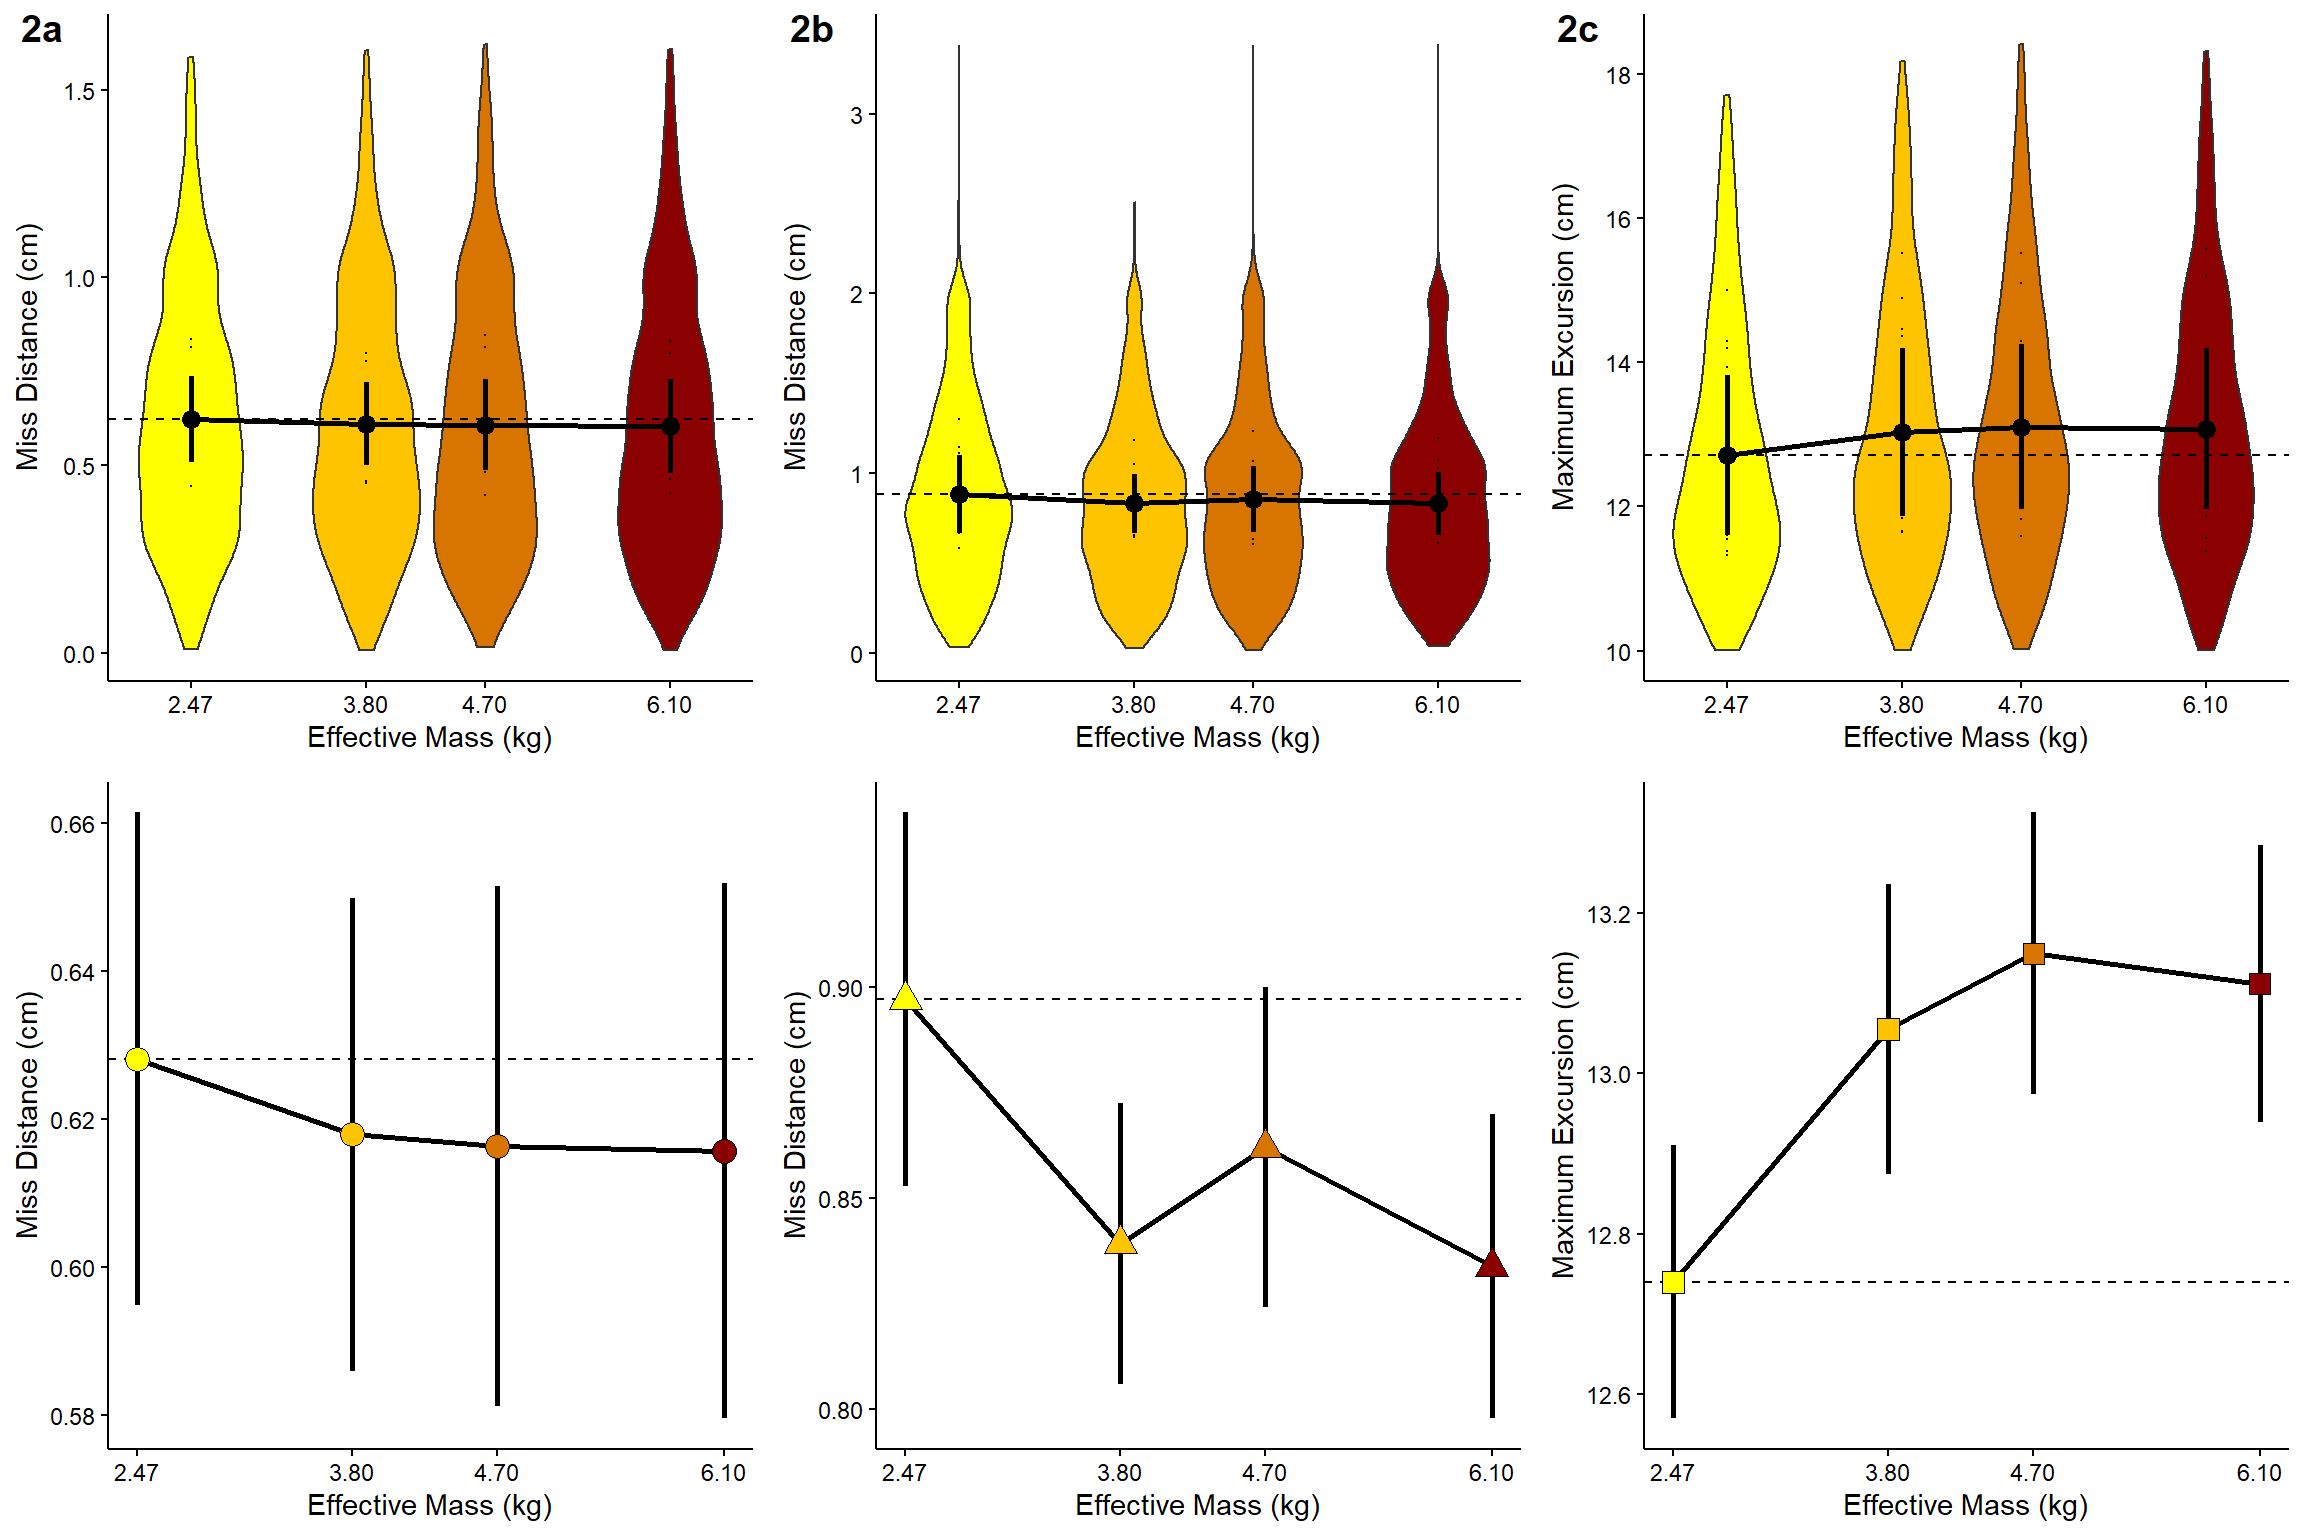 2a
Miss Distance (cm)
1.5
1.0
0.5
0.0
2.47 3.80 4.70 6.10
Effective Mass (kg)
2b
Miss Distance (cm)
3
2
1
0
2.47 3.80 4.70 6.10
Effective Mass (kg)
2c
Maximum Excursion (cm)
18
16
14
12
10
2.47 3.80 4.70 6.10
Effective Mass (kg)
Miss Distance (cm)
0.66
0.64
0.62
0.60
0.58
2.47 3.80 4.70 6.10
Effective Mass (kg)
Miss Distance (cm)
0.90
0.85
0.80
2.47 3.80 4.70 6.10
Effective Mass (kg)
Maximum Excursion (cm)
13.2
13.0
12.8
12.6
2.47 3.80 4.70 6.10
Effective Mass (kg)